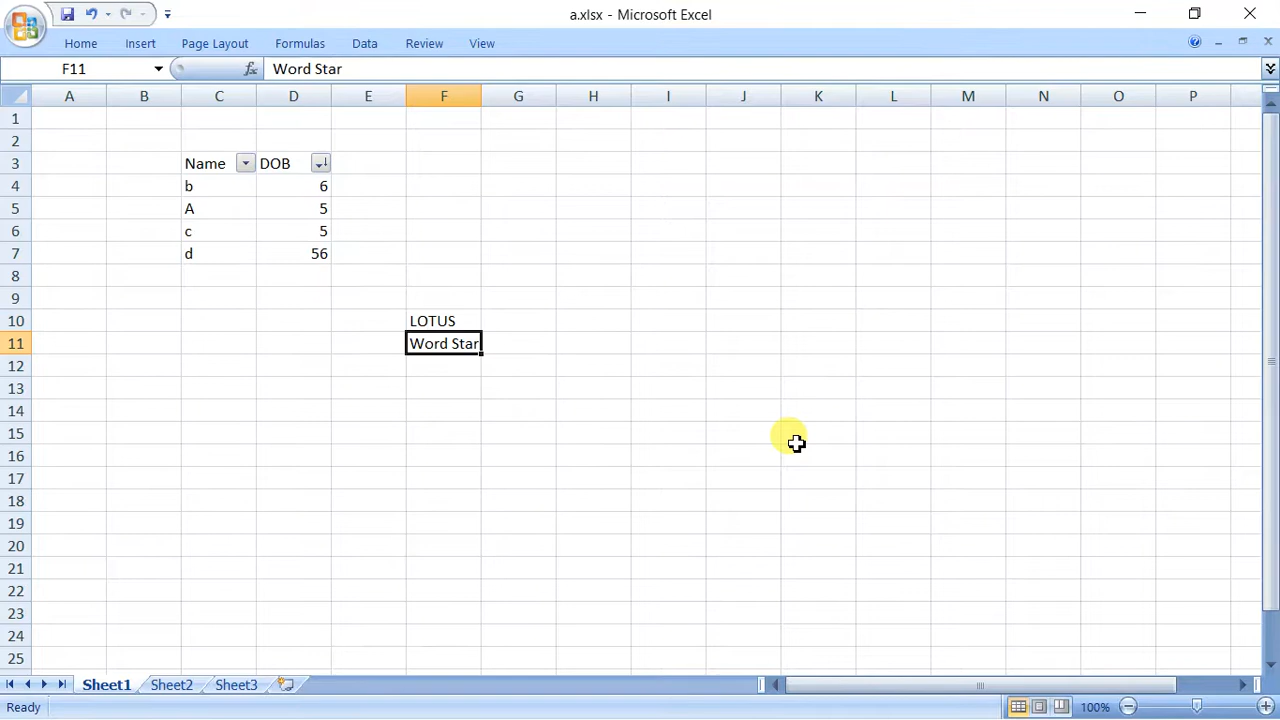 a.xlsx - Microsoft Excel
Home Insert Page Layout Formulas Data Review View
F11 fx Word Star
A B C D E F G H I J K L M N O P
1
2
3 Name DOB
4 b 6
5 A 5
6 c 5
7 d 56
8
9
10 LOTUS
11 Word Star
12
13
14
15
16
17
18
19
20
21
22
23
24
25
Sheet1 Sheet2 Sheet3
Ready 100%